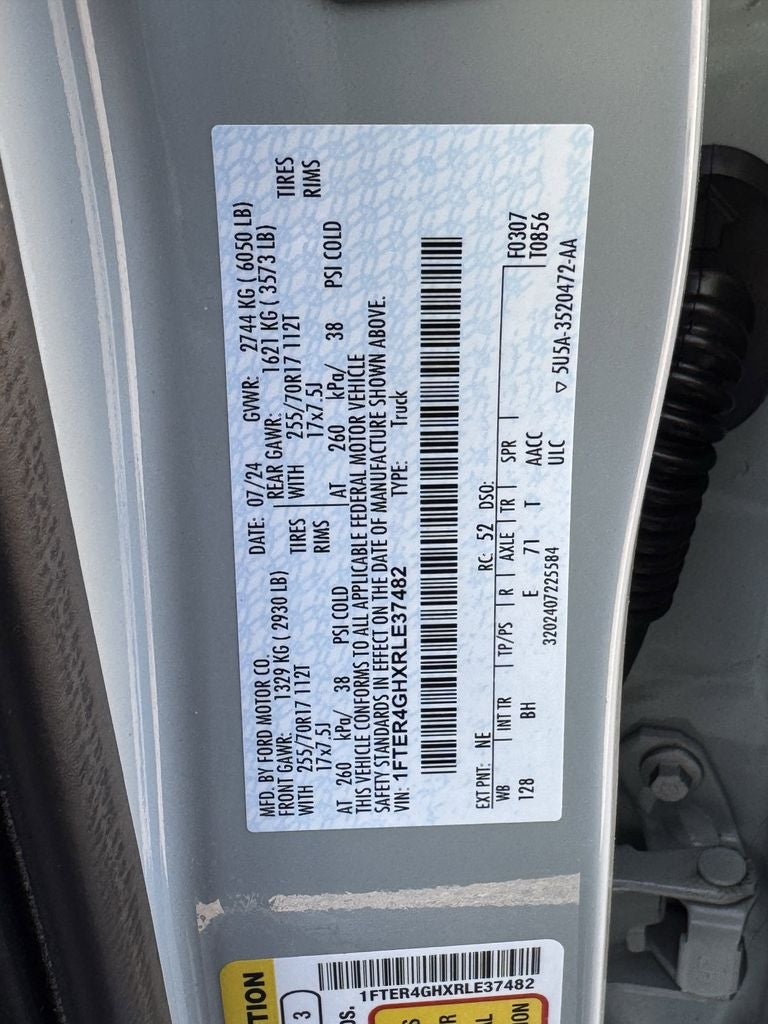 MFD. BY FORD MOTOR CO.
DATE: 07/24 GVWR: 2744 KG ( 6050 LB)
FRONT GAWR: 1329 KG ( 2930 LB)
REAR GAWR: 1621 KG ( 3573 LB)
WITH 255/70R17 112T TIRES
WITH 255/70R17 112T TIRES
17x7.5J RIMS
17x7.5J RIMS
AT 260 kPa/ 38 PSI COLD
AT 260 kPa/ 38 PSI COLD
THIS VEHICLE CONFORMS TO ALL APPLICABLE FEDERAL MOTOR VEHICLE
SAFETY STANDARDS IN EFFECT ON THE DATE OF MANUFACTURE SHOWN ABOVE.
VIN: 1FTER4GHXRLE37482 TYPE: Truck
EXT PNT: NE RC: 52 DSO: F0307
WB INT TR TP/PS R AXLE TR SPR T0856
128 BH E 71 T AACC
ULC
3202407225584 ▽ 5U5A-3520472-AA
TION
3
DS.
1FTER4GHXRLE37482